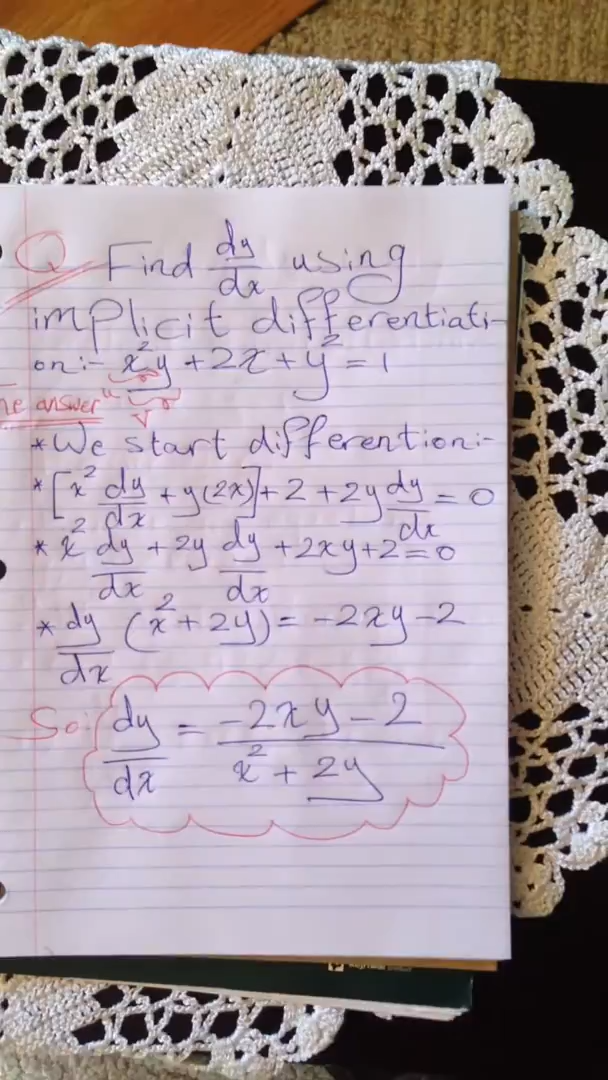 Q Find dy/dx using
implicit differentiati-
on:- x²y + 2x + y² = 1
answer"
*We start differention:-
*[x² dy/dx + y(2x)] + 2 + 2y dy/dx = 0
* x² dy/dx + 2y dy/dx + 2xy + 2 = 0
* dy/dx (x² + 2y) = -2xy - 2
So: dy/dx = (-2xy - 2)/(x² + 2y)